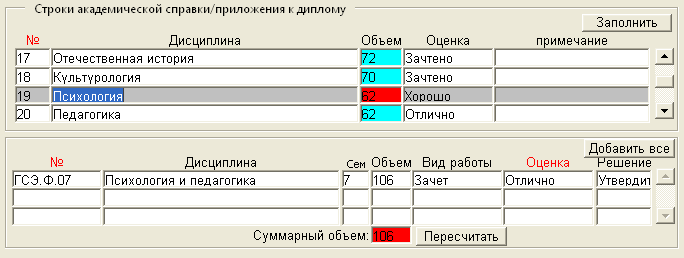 Строки академической справки/приложения к диплому
Заполнить
№ Дисциплина Объем Оценка примечание
17 Отечественная история 72 Зачтено
18 Культурология 70 Зачтено
19 Психология 62 Хорошо
20 Педагогика 62 Отлично
Добавить все
№ Дисциплина Сем Объем Вид работы Оценка Решение
ГСЭ.Ф.07 Психология и педагогика 7 106 Зачет Отлично Утвердит
Суммарный объем: 106 Пересчитать